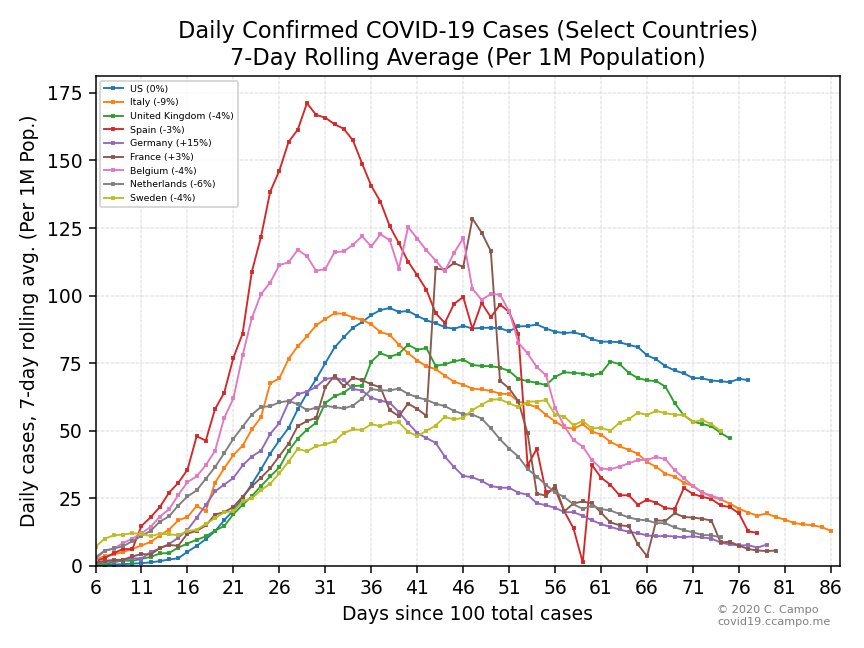 Daily Confirmed COVID-19 Cases (Select Countries)
7-Day Rolling Average (Per 1M Population)
Daily cases, 7-day rolling avg. (Per 1M Pop.)
175
150
125
100
75
50
25
0
US (0%)
Italy (-9%)
United Kingdom (-4%)
Spain (-3%)
Germany (+15%)
France (+3%)
Belgium (-4%)
Netherlands (-6%)
Sweden (-4%)
6 11 16 21 26 31 36 41 46 51 56 61 66 71 76 81 86
Days since 100 total cases
© 2020 C. Campo
covid19.ccampo.me